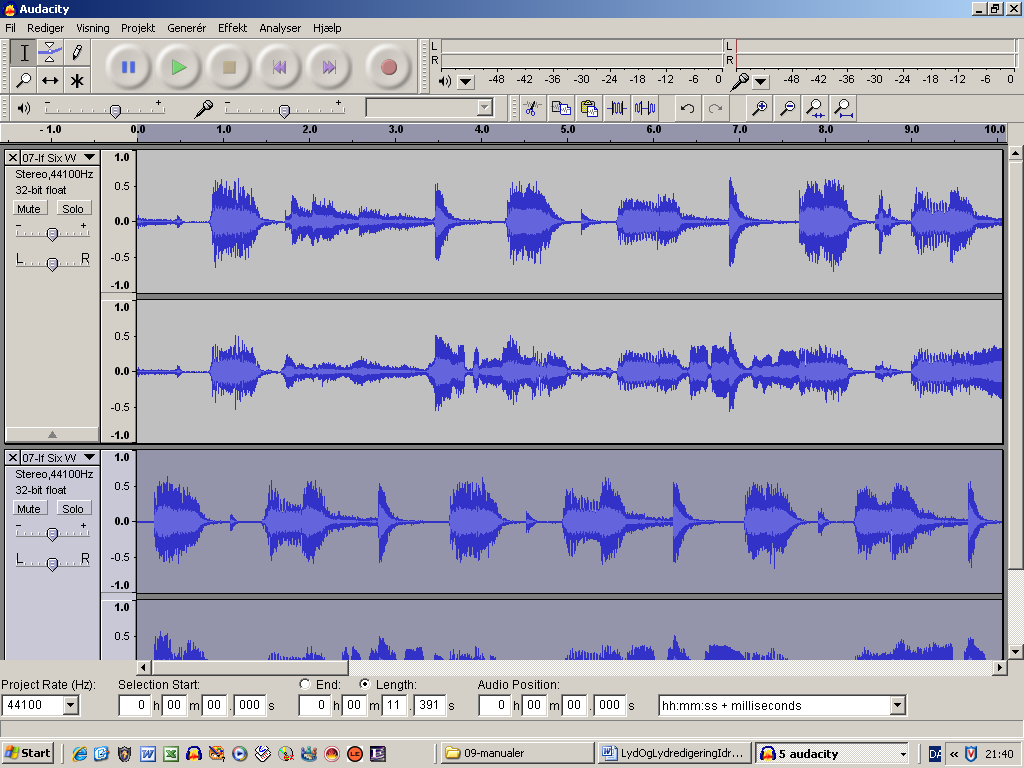 Audacity
Fil Rediger Visning Projekt Generér Effekt Analyser Hjælp
L
R
-48 -42 -36 -30 -24 -18 -12 -6 0
L
R
-48 -42 -36 -30 -24 -18 -12 -6 0
- + - +
- 1.0 0.0 1.0 2.0 3.0 4.0 5.0 6.0 7.0 8.0 9.0 10.0
07-If Six W
Stereo,44100Hz
32-bit float
Mute Solo
- +
L R
1.0
0.5
0.0
-0.5
-1.0
1.0
0.5
0.0
-0.5
-1.0
07-If Six W
Stereo,44100Hz
32-bit float
Mute Solo
- +
L R
1.0
0.5
0.0
-0.5
-1.0
1.0
0.5
Project Rate (Hz): Selection Start: End: Length: Audio Position:
44100 0 h 00 m 00 . 000 s 0 h 00 m 11 . 391 s 0 h 00 m 00 . 000 s hh:mm:ss + milliseconds
Start 09-manualer LydOgLydredigeringIdr... 5 audacity DA « 21:40